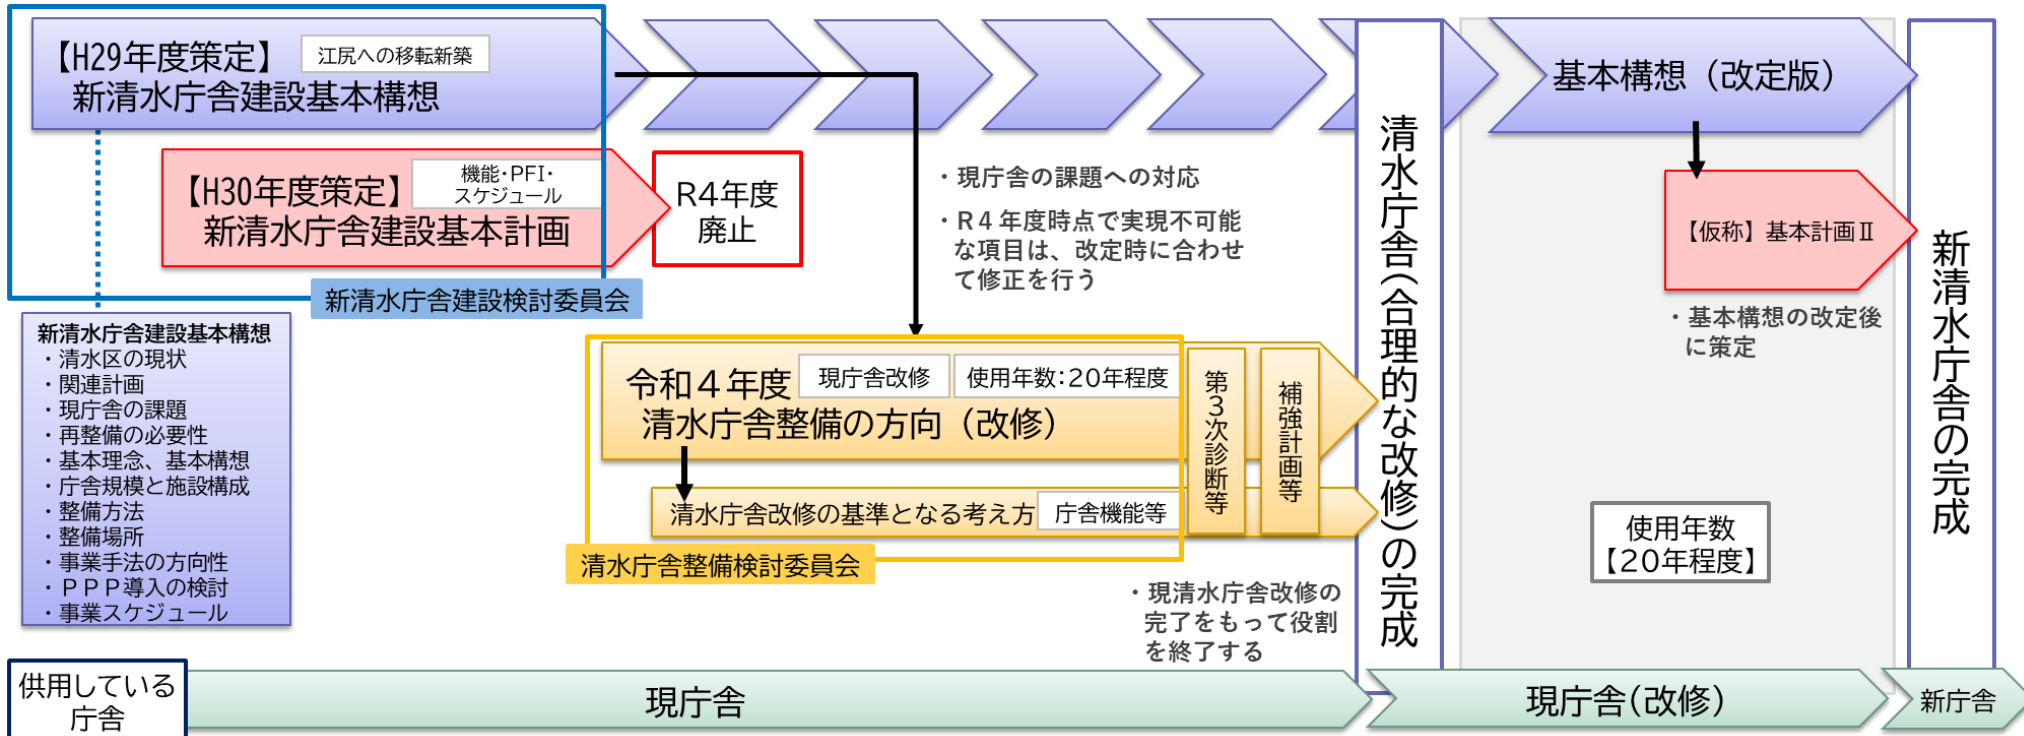 【H29年度策定】
江尻への移転新築
新清水庁舎建設基本構想
【H30年度策定】
機能・PFI・
スケジュール
新清水庁舎建設基本計画
R4年度
廃止
新清水庁舎建設検討委員会
新清水庁舎建設基本構想
・清水区の現状
・関連計画
・現庁舎の課題
・再整備の必要性
・基本理念、基本構想
・庁舎規模と施設構成
・整備方法
・整備場所
・事業手法の方向性
・ＰＰＰ導入の検討
・事業スケジュール
・現庁舎の課題への対応
・Ｒ４年度時点で実現不可能
な項目は、改定時に合わせ
て修正を行う
令和４年度
現庁舎改修
使用年数：20年程度
清水庁舎整備の方向（改修）
清水庁舎改修の基準となる考え方
庁舎機能等
第３次診断等
補強計画等
清水庁舎整備検討委員会
・現清水庁舎改修の
完了をもって役割
を終了する
清水庁舎（合理的な改修）の完成
基本構想（改定版）
【仮称】基本計画Ⅱ
・基本構想の改定後
に策定
使用年数
【20年程度】
新清水庁舎の完成
供用している
庁舎
現庁舎
現庁舎（改修）
新庁舎